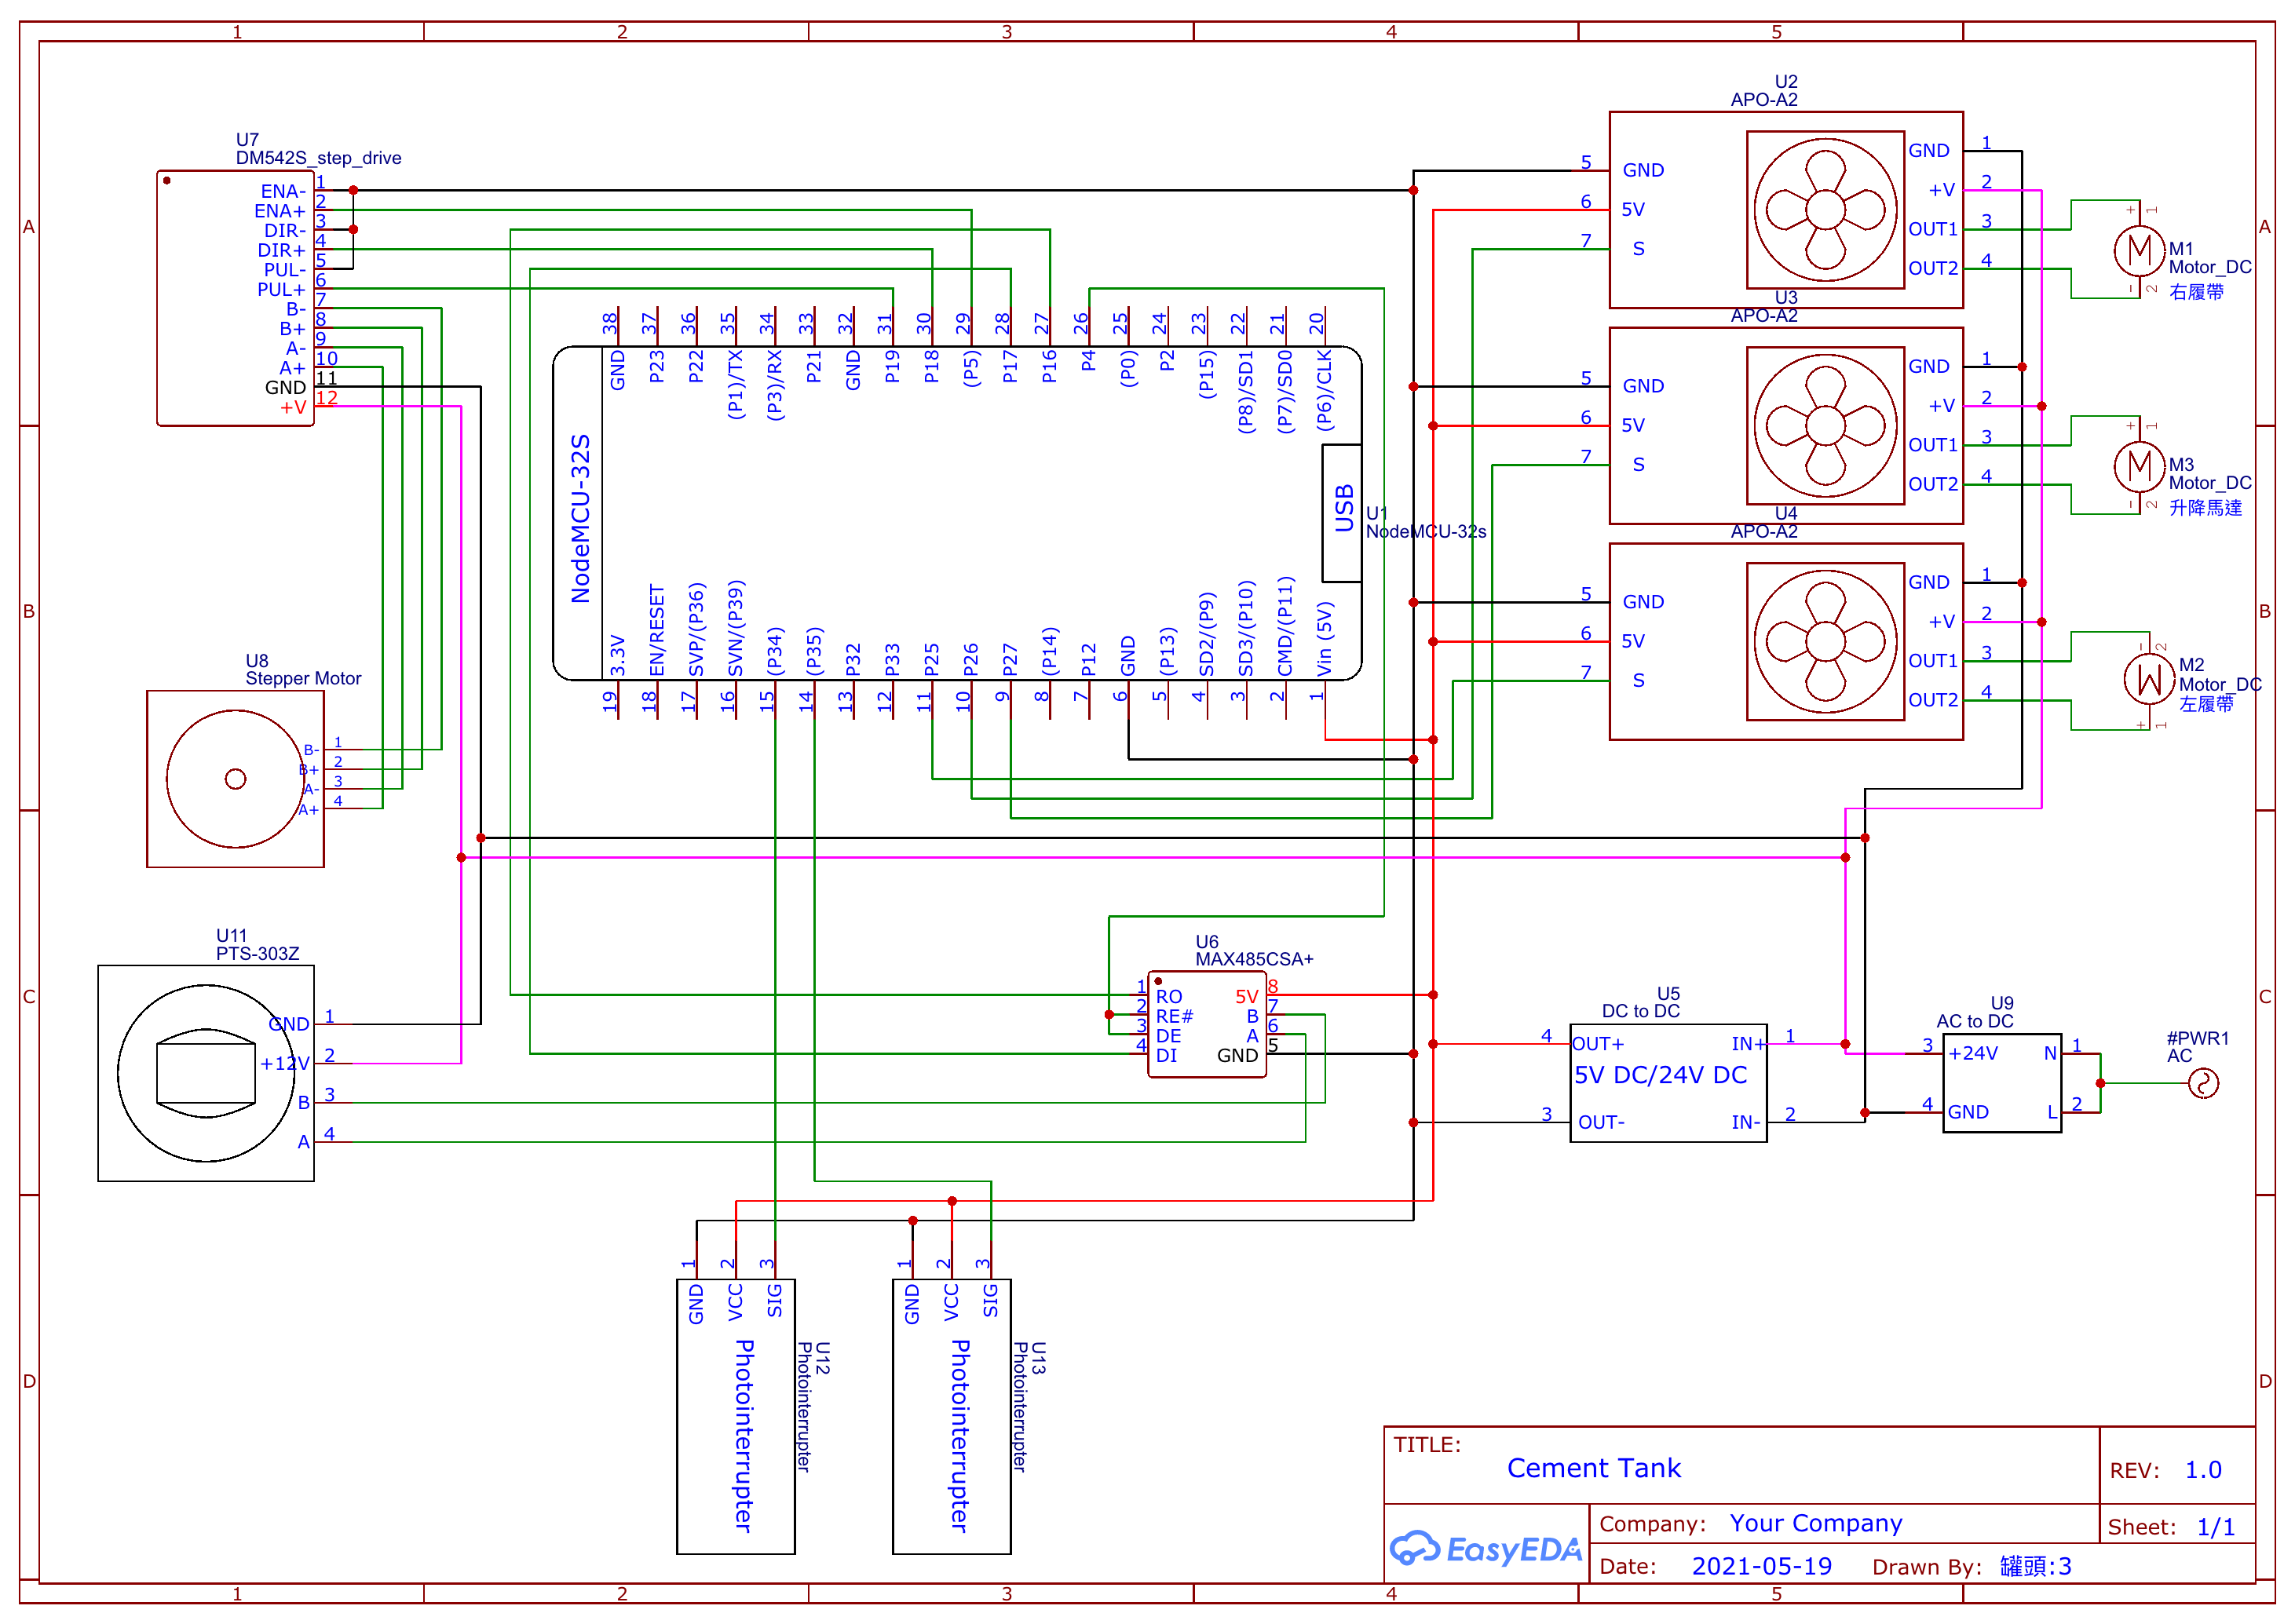 1 2 3 4 5
A
B
C
D
A
B
C
D
1 2 3 4 5
U7
DM542S_step_drive
ENA- 1
ENA+ 2
DIR- 3
DIR+ 4
PUL- 5
PUL+ 6
B- 7
B+ 8
A- 9
A+ 10
GND 11
+V 12
U8
Stepper Motor
B- 1
B+ 2
A- 3
A+ 4
U11
PTS-303Z
GND 1
+12V 2
B 3
A 4
38 37 36 35 34 33 32 31 30 29 28 27 26 25 24 23 22 21 20
GND P23 P22 (P1)/TX (P3)/RX P21 GND P19 P18 (P5) P17 P16 P4 (P0) P2 (P15) (P8)/SD1 (P7)/SD0 (P6)/CLK
NodeMCU-32S
USB
U1
NodeMCU-32s
3.3V EN/RESET SVP/(P36) SVN/(P39) (P34) (P35) P32 P33 P25 P26 P27 (P14) P12 GND (P13) SD2/(P9) SD3/(P10) CMD/(P11) Vin (5V)
19 18 17 16 15 14 13 12 11 10 9 8 7 6 5 4 3 2 1
U2
APO-A2
5 GND
6 5V
7 S
GND 1
+V 2
OUT1 3
OUT2 4
+ 1
M
- 2
M1
Motor_DC
右履帶
U3
APO-A2
5 GND
6 5V
7 S
GND 1
+V 2
OUT1 3
OUT2 4
+ 1
M
- 2
M3
Motor_DC
升降馬達
U4
APO-A2
5 GND
6 5V
7 S
GND 1
+V 2
OUT1 3
OUT2 4
- 2
M
+ 1
M2
Motor_DC
左履帶
U6
MAX485CSA+
1 RO
2 RE#
3 DE
4 DI
5V 8
B 7
A 6
GND 5
U5
DC to DC
4 OUT+
IN+ 1
5V DC/24V DC
3 OUT-
IN- 2
U9
AC to DC
3 +24V
N 1
4 GND
L 2
#PWR1
AC
1 2 3
GND VCC SIG
Photointerrupter
U12
Photointerrupter
1 2 3
GND VCC SIG
Photointerrupter
U13
Photointerrupter
TITLE:
Cement Tank
REV: 1.0
EasyEDA
Company: Your Company
Sheet: 1/1
Date: 2021-05-19 Drawn By: 罐頭:3